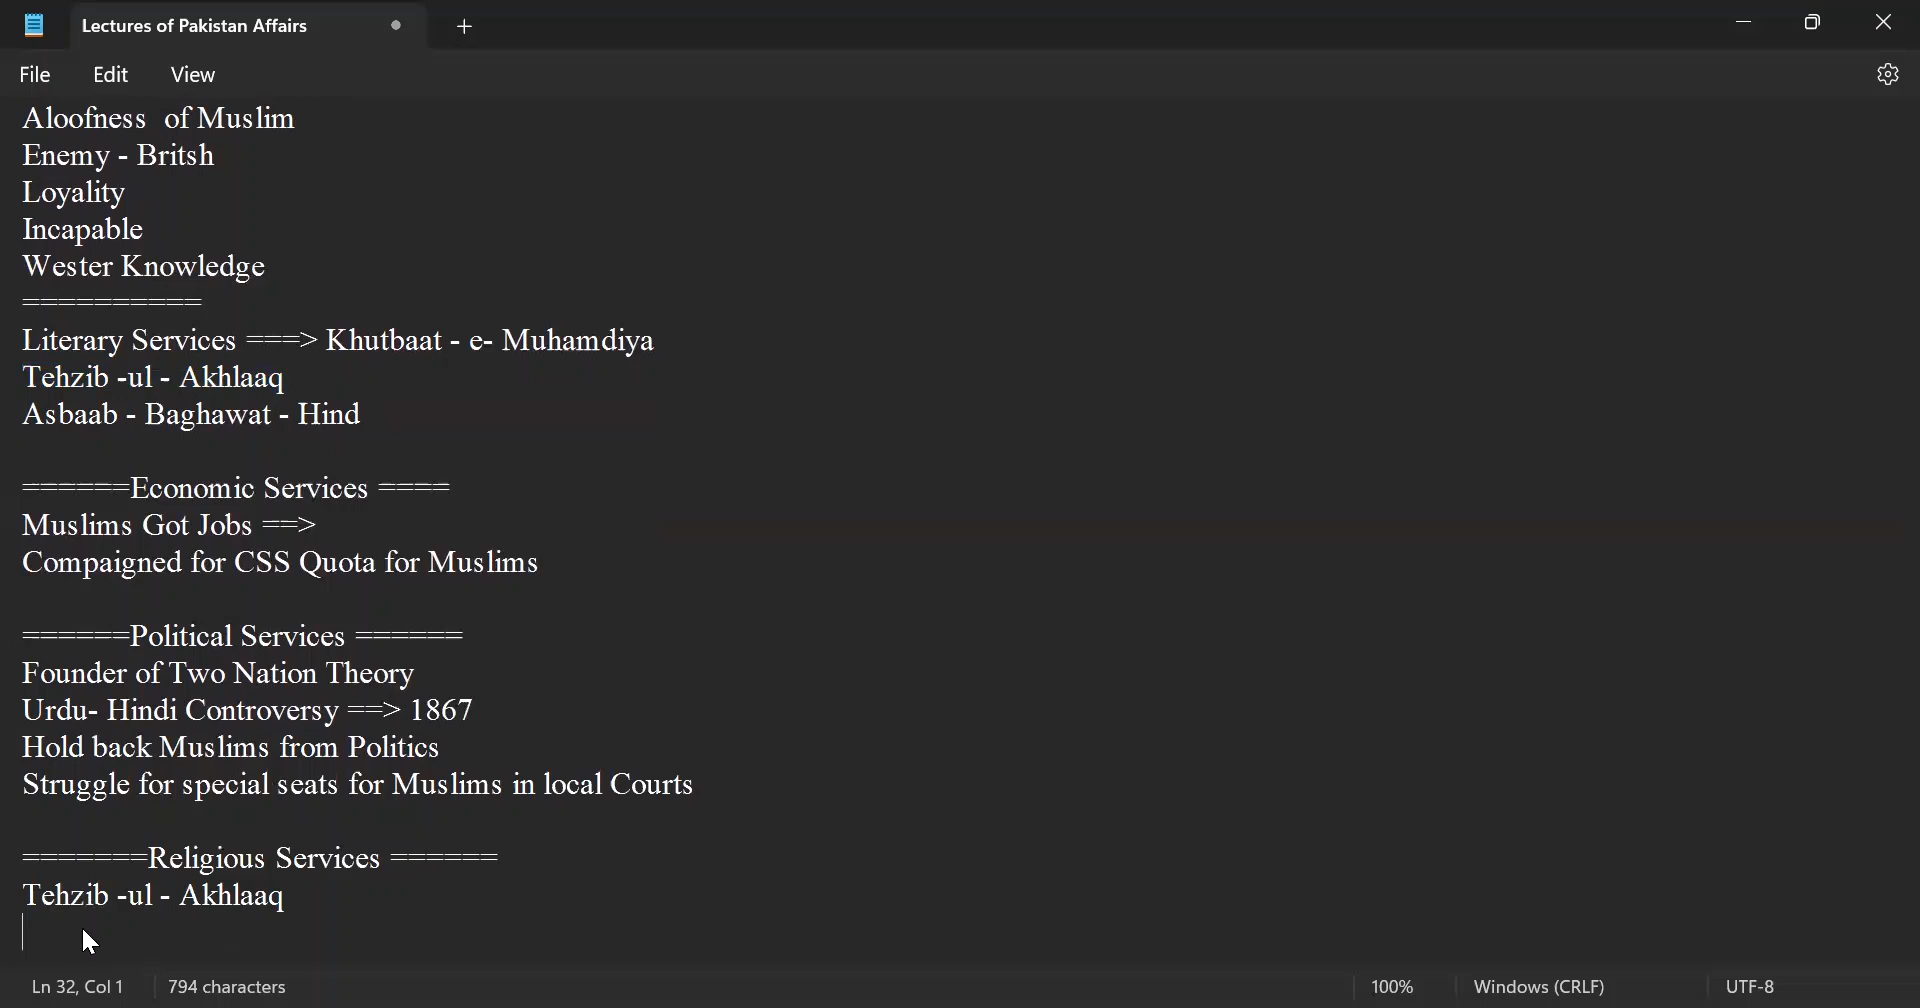 Lectures of Pakistan Affairs
File Edit View
Aloofness  of Muslim
Enemy - Britsh
Loyality
Incapable
Wester Knowledge
==========
Literary Services ====> Khutbaat - e- Muhamdiya
Tehzib -ul - Akhlaaq
Asbaab - Baghawat - Hind
======Economic Services ====
Muslims Got Jobs ==>
Compaigned for CSS Quota for Muslims
======Political Services ======
Founder of Two Nation Theory
Urdu- Hindi Controversy ==> 1867
Hold back Muslims from Politics
Struggle for special seats for Muslims in local Courts
=======Religious Services ======
Tehzib -ul - Akhlaaq
Ln 32, Col 1 794 characters 100% Windows (CRLF) UTF-8